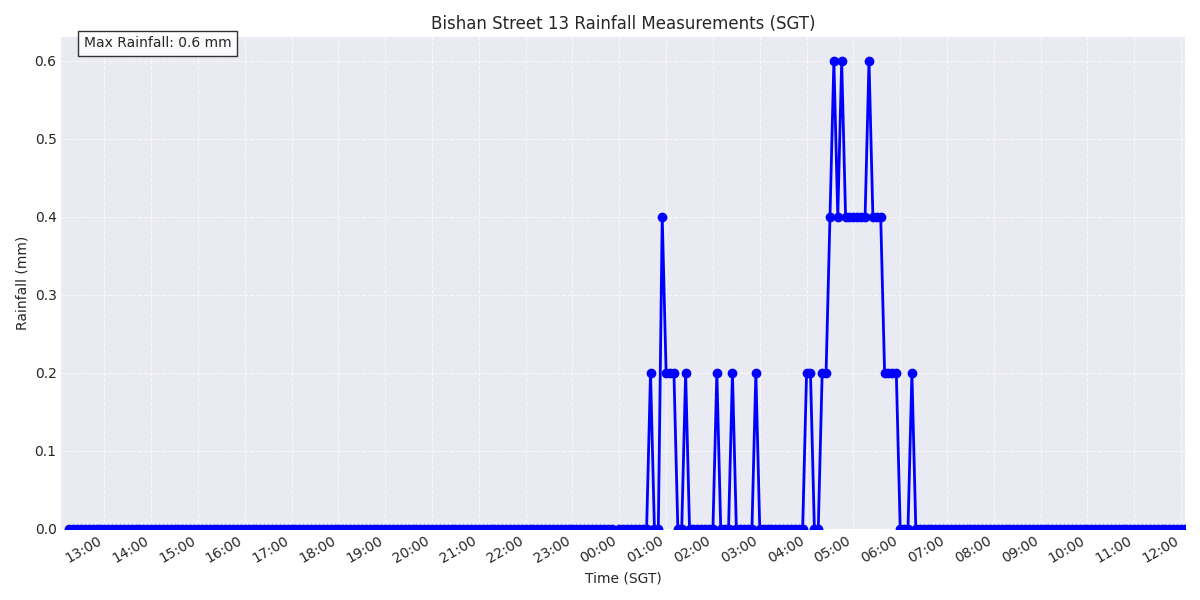 Bishan Street 13 Rainfall Measurements (SGT)
Max Rainfall: 0.6 mm
0.6
0.5
0.4
0.3
0.2
0.1
0.0
Rainfall (mm)
13:00 14:00 15:00 16:00 17:00 18:00 19:00 20:00 21:00 22:00 23:00 00:00 01:00 02:00 03:00 04:00 05:00 06:00 07:00 08:00 09:00 10:00 11:00 12:00
Time (SGT)